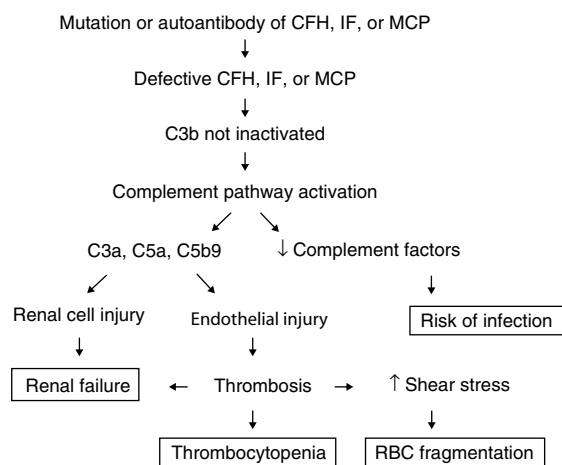 Mutation or autoantibody of CFH, IF, or MCP
Defective CFH, IF, or MCP
C3b not inactivated
Complement pathway activation
C3a, C5a, C5b9
↓ Complement factors
Renal cell injury
Endothelial injury
Risk of infection
Renal failure
Thrombosis
↑ Shear stress
Thrombocytopenia
RBC fragmentation